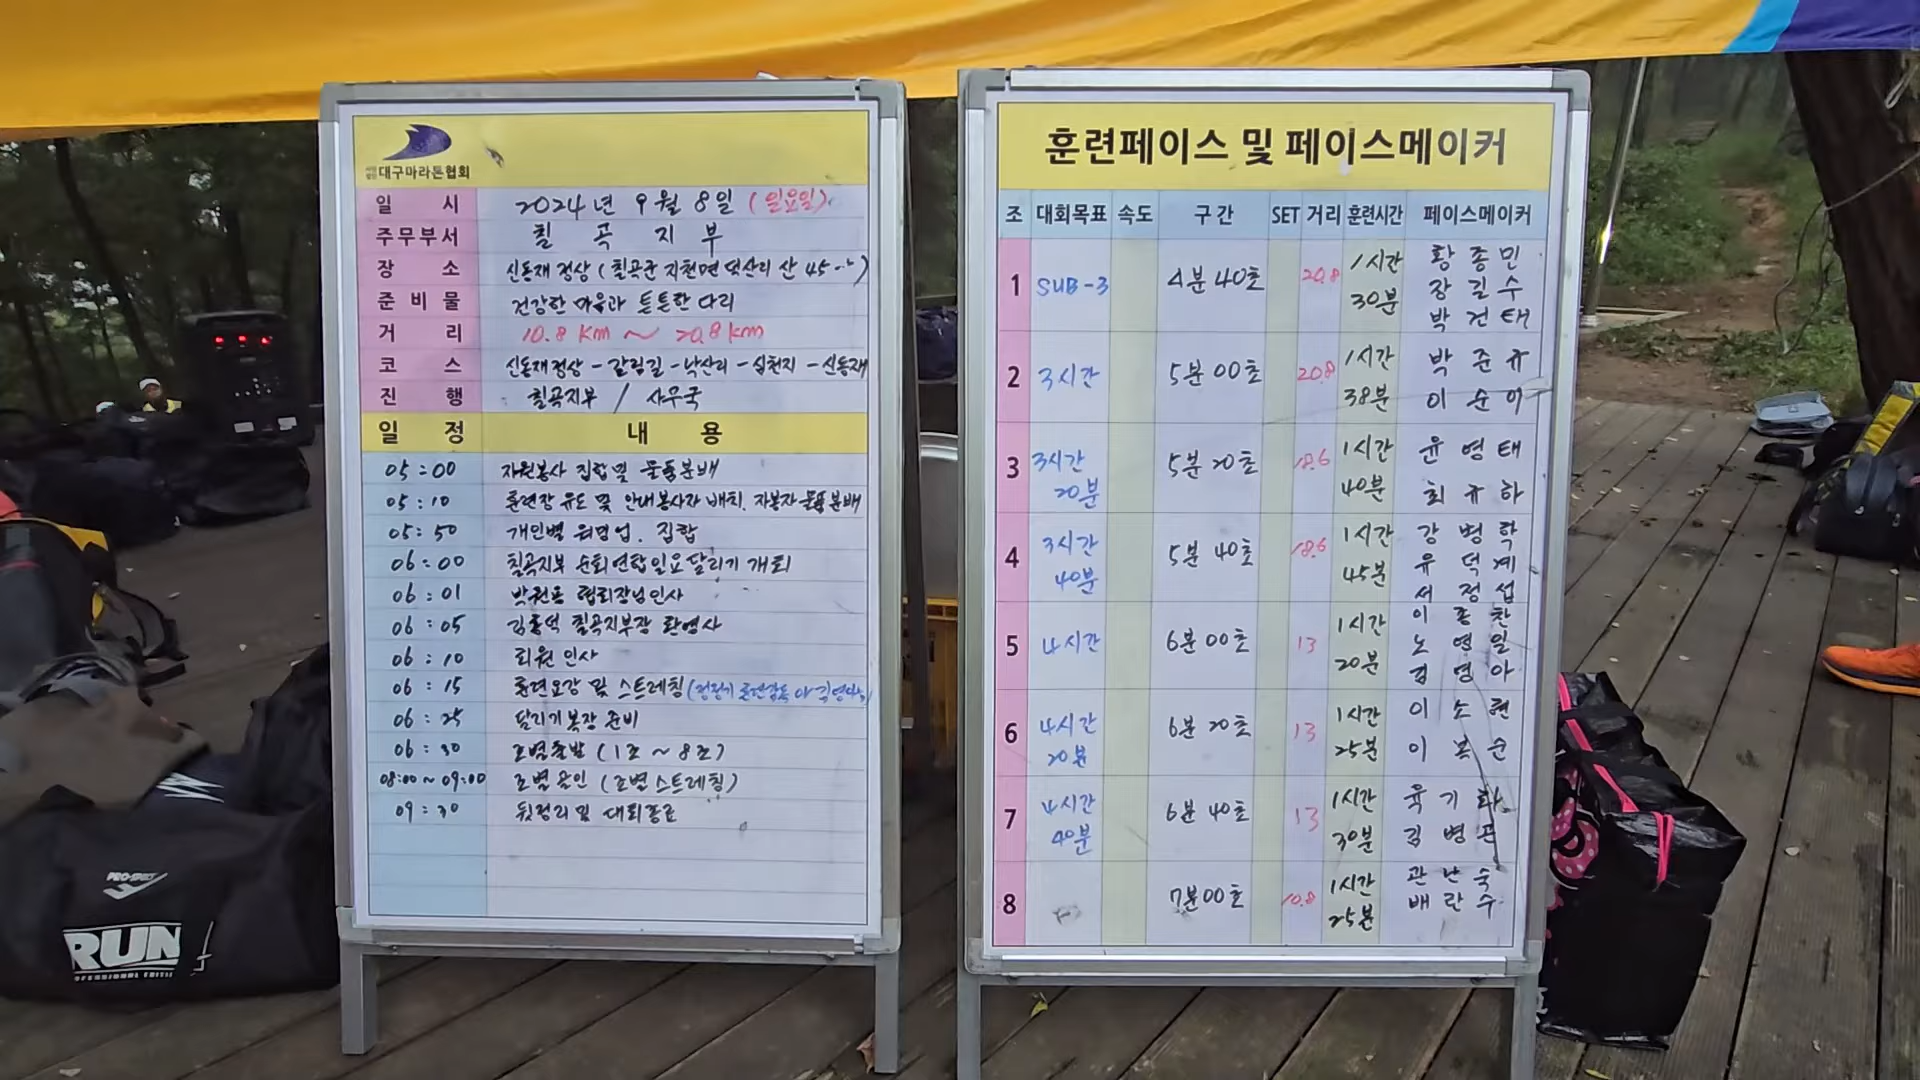 대구마라톤협회
일 시 2024년 9월 8일 (일요일)
주무부서 칠 곡 지 부
장 소 신동재 정상 (칠곡군 지천면 덕산리 산 45-
준 비 물 건강한 마음과 튼튼한 다리
거 리 10.8 km ~ 20.8 km
코 스 신동재정상 - 갈림길 - 낙산리 - 심천지 - 신동재
진 행 칠곡지부 / 사무국
일 정 내 용
05:00 자원봉사 집합 및 물품분배
05:10 훈련장 유도 및 안내봉사자 배치. 자봉자 물품분배
05:50 개인별 워밍업. 집합
06:00 칠곡지부 순회연합일요달리기 개회
06:01 박원용 협회장님인사
06:05 김홍석 칠곡지부장 환영사
06:10 회원 인사
06:15 훈련요강 및 스트레칭
06:25 달리기복장 준비
06:30 조별출발 (1조 ~ 8조)
08:00~09:00 조별골인 (조별스트레칭)
09:30 뒷정리 및 대회종료
훈련페이스 및 페이스메이커
조 대회목표 속도 구 간 SET 거리 훈련시간 페이스메이커
1 SUB-3 4분 40초 20.8 1시간 30분 황종민 장길수 박건태
2 3시간 5분 00초 20.8 1시간 38분 박준규 이순이
3 3시간 20분 5분 20초 18.6 1시간 40분 윤영태 최규하
4 3시간 40분 5분 40초 18.6 1시간 45분 강병학 유덕계 서정섭
5 4시간 6분 00초 13 1시간 20분 이종찬 노연일 김영아
6 4시간 20분 6분 20초 13 1시간 25분 이소련
7 4시간 40분 6분 40초 13 1시간 30분 육기화 김병곤
8 7분 00초 10.8 1시간 25분 배란수
PRO-SPECS
RUN